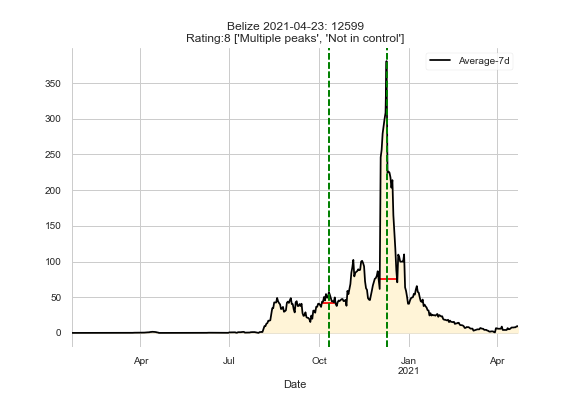 Belize 2021-04-23: 12599
Rating:8 ['Multiple peaks', 'Not in control']
Average-7d
350
300
250
200
150
100
50
0
Apr
Jul
Oct
Jan
2021
Apr
Date